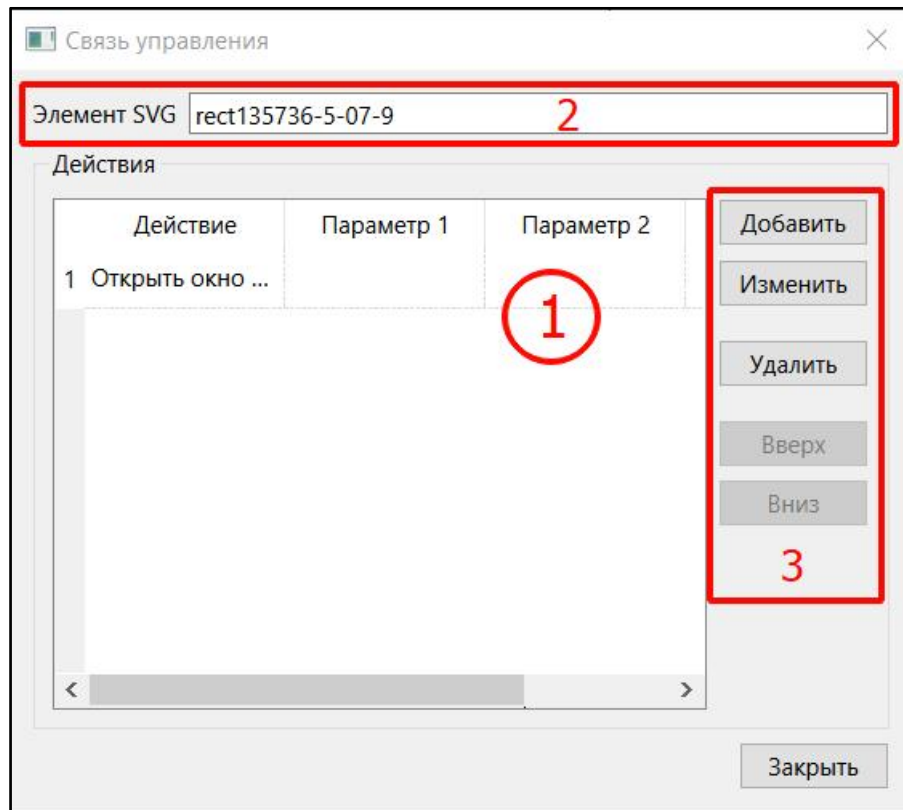 Связь управления
Элемент SVG rect135736-5-07-9 2
Действия
Действие Параметр 1 Параметр 2 Добавить
1 Открыть окно ... Изменить
1
Удалить
Вверх
Вниз
3
Закрыть